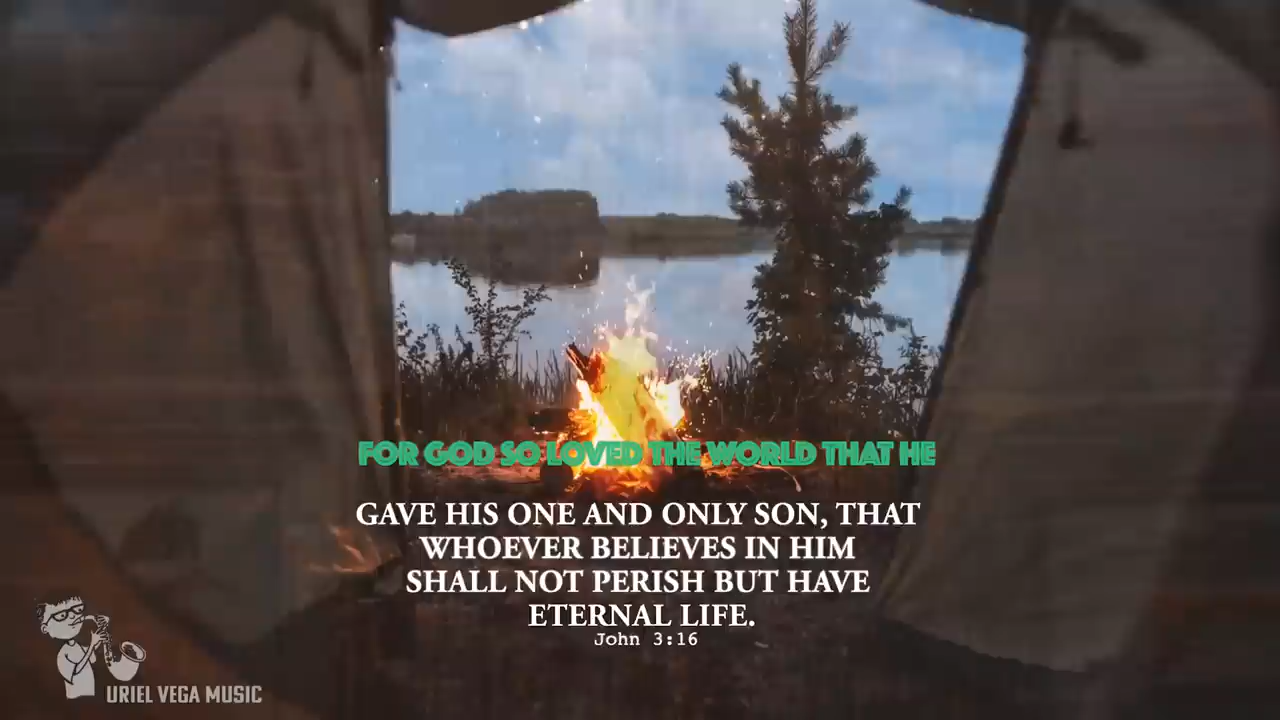 FOR GOD SO LOVED THE WORLD THAT HE
GAVE HIS ONE AND ONLY SON, THAT
WHOEVER BELIEVES IN HIM
SHALL NOT PERISH BUT HAVE
ETERNAL LIFE.
John 3:16
URIEL VEGA MUSIC